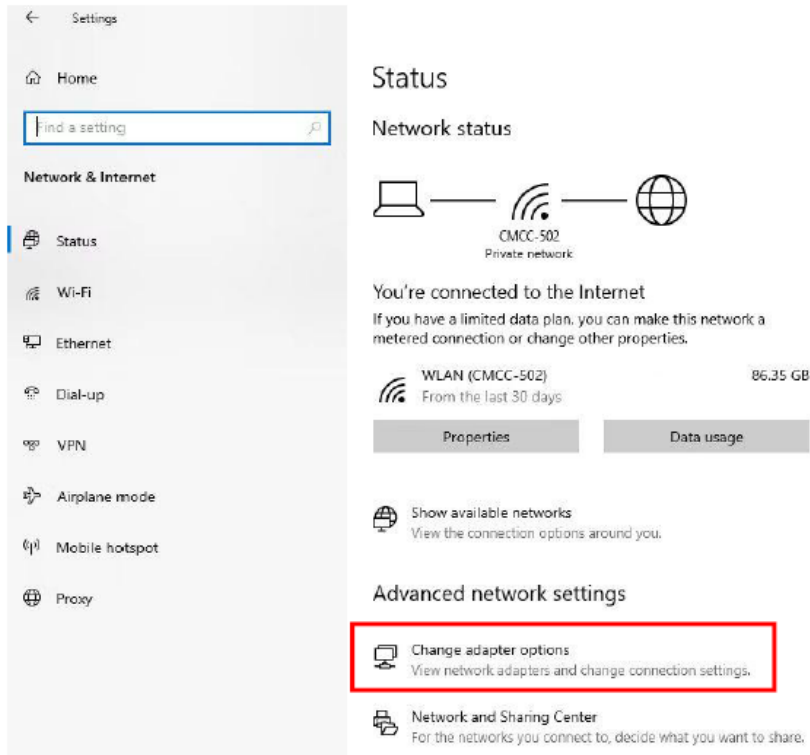 Settings
Home
Find a setting
Network & Internet
Status
Wi-Fi
Ethernet
Dial-up
VPN
Airplane mode
Mobile hotspot
Proxy
Status
Network status
CMCC-502
Private network
You're connected to the Internet
If you have a limited data plan, you can make this network a
metered connection or change other properties.
WLAN (CMCC-502) 86.35 GB
From the last 30 days
Properties Data usage
Show available networks
View the connection options around you.
Advanced network settings
Change adapter options
View network adapters and change connection settings.
Network and Sharing Center
For the networks you connect to, decide what you want to share.